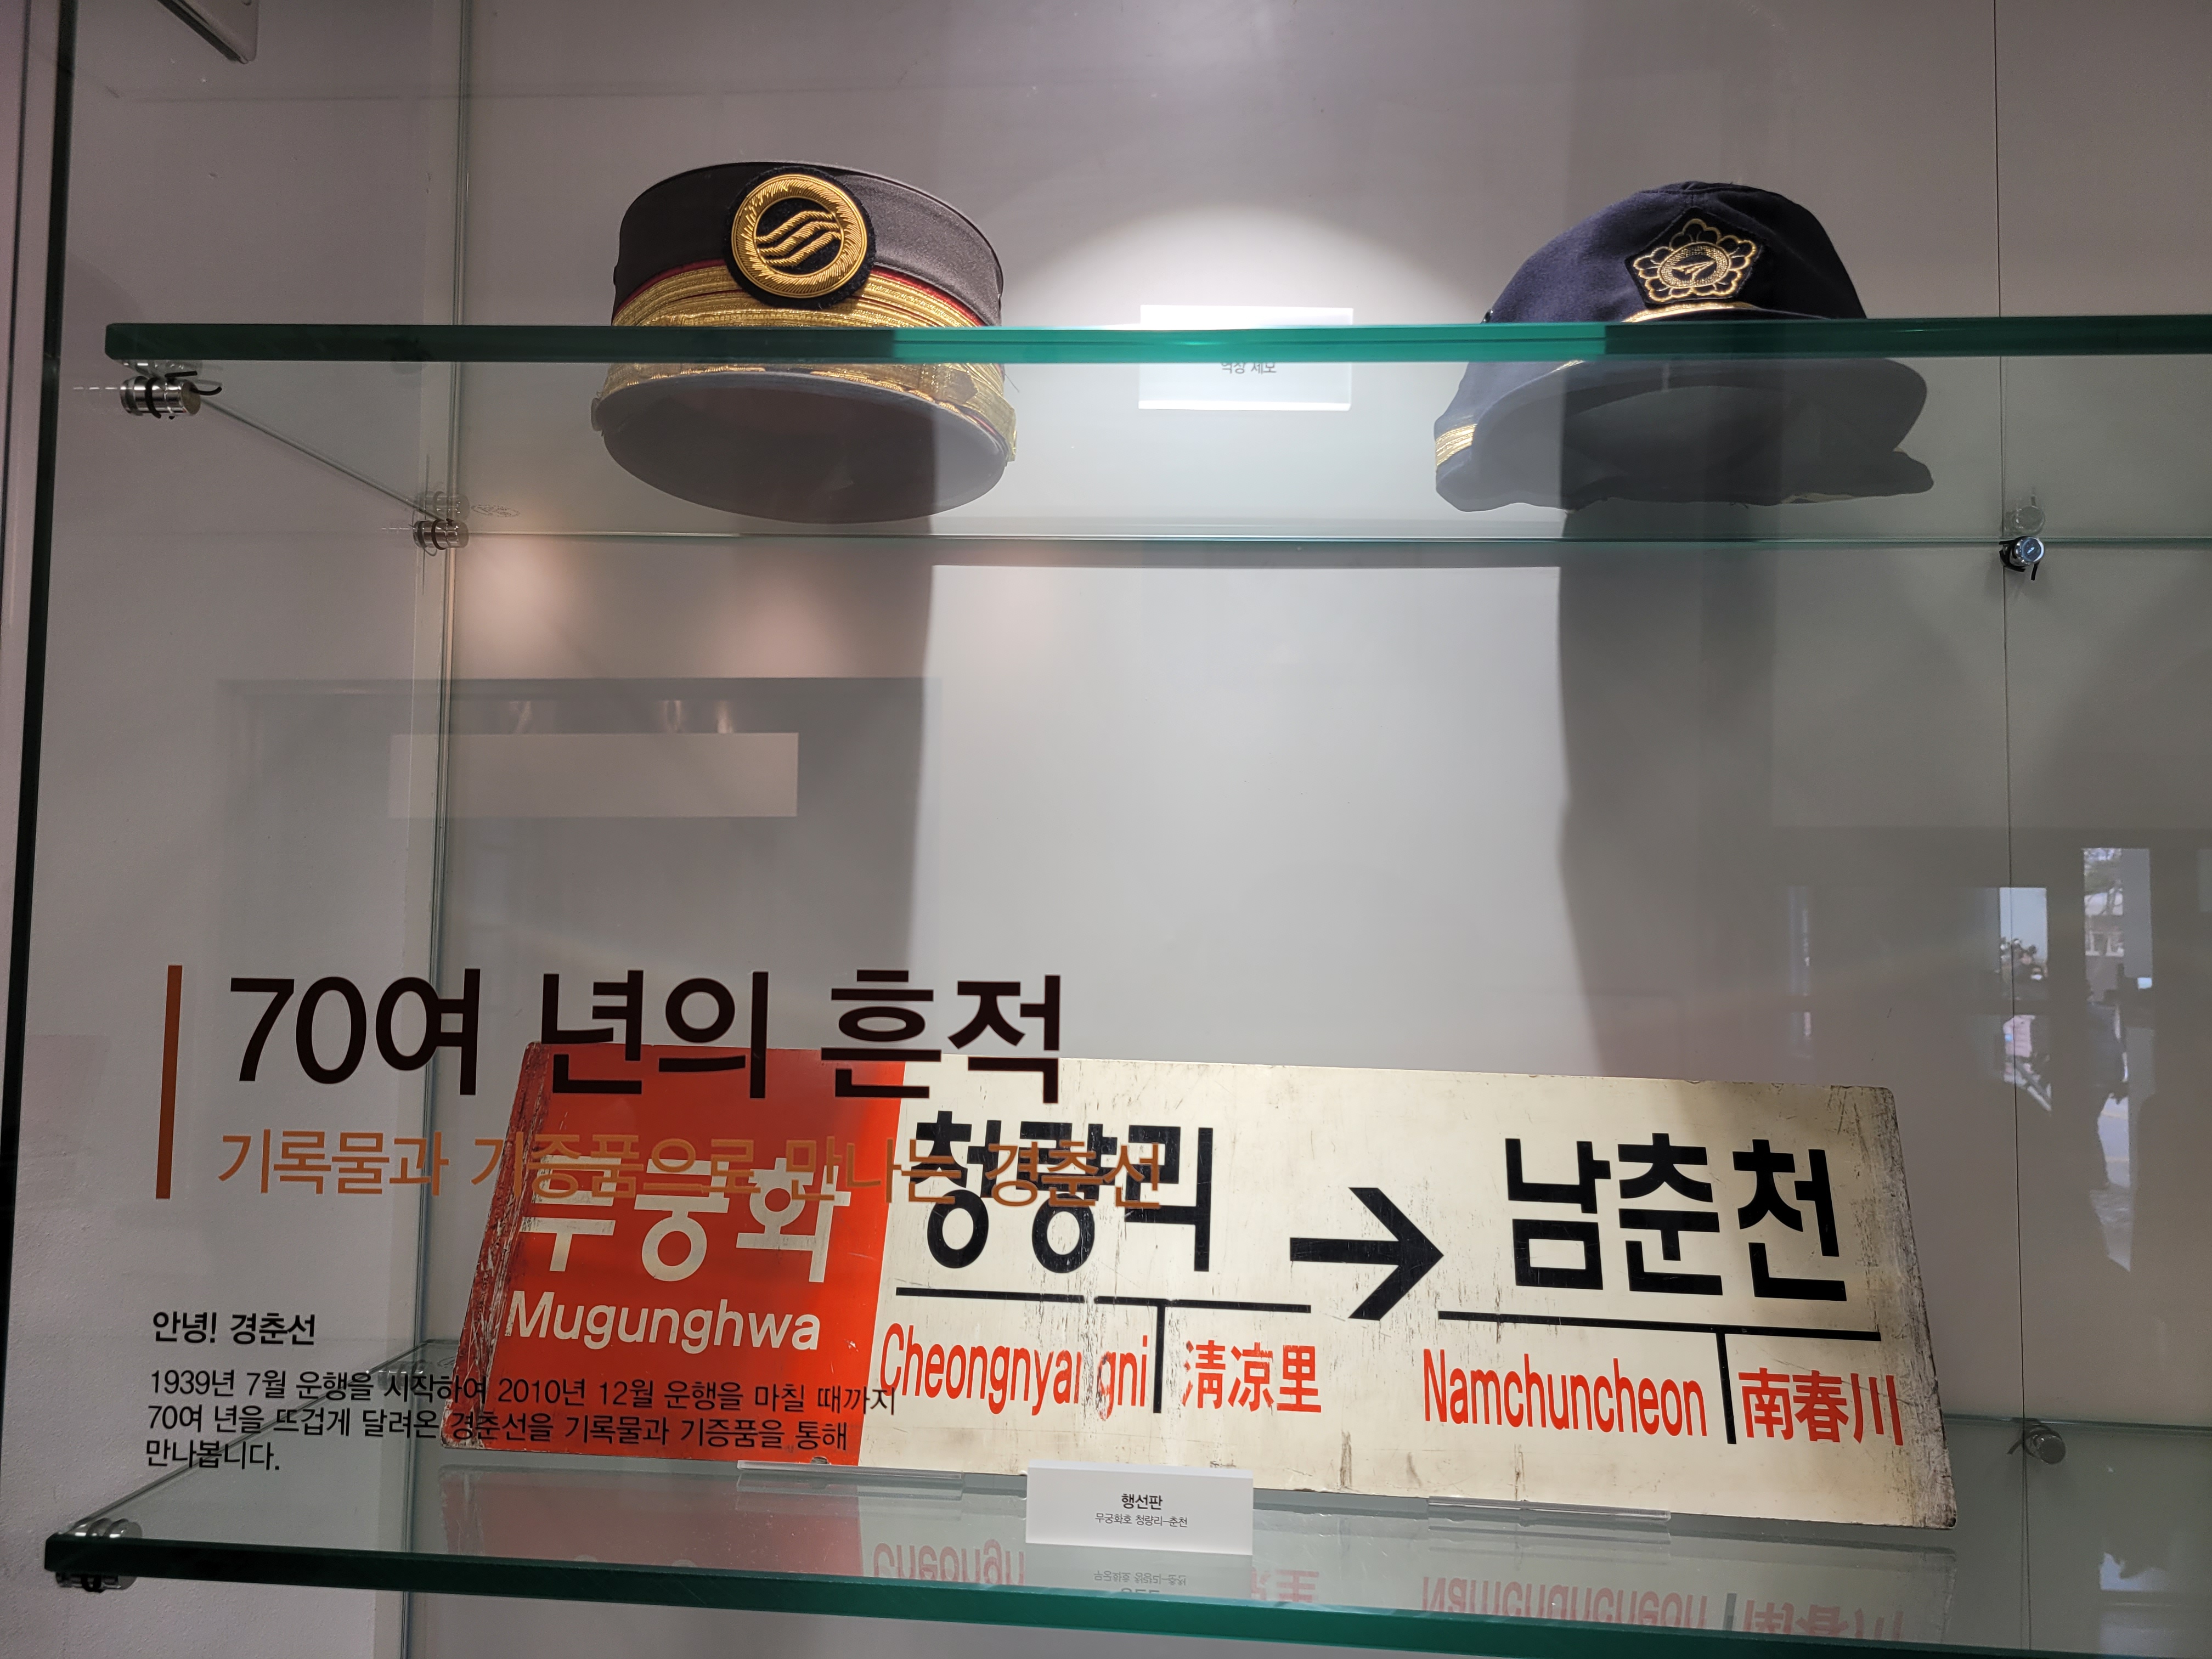 역장 제모
70여 년의 흔적
기록물과 기증품으로 만나는 경춘선
무궁화
Mugunghwa
청량리 → 남춘천
Cheongnyangni 淸凉里 Namchuncheon 南春川
안녕! 경춘선
1939년 7월 운행을 시작하여 2010년 12월 운행을 마칠 때까지
70여 년을 뜨겁게 달려온 경춘선을 기록물과 기증품을 통해
만나봅니다.
행선판
무궁화호 청량리-춘천